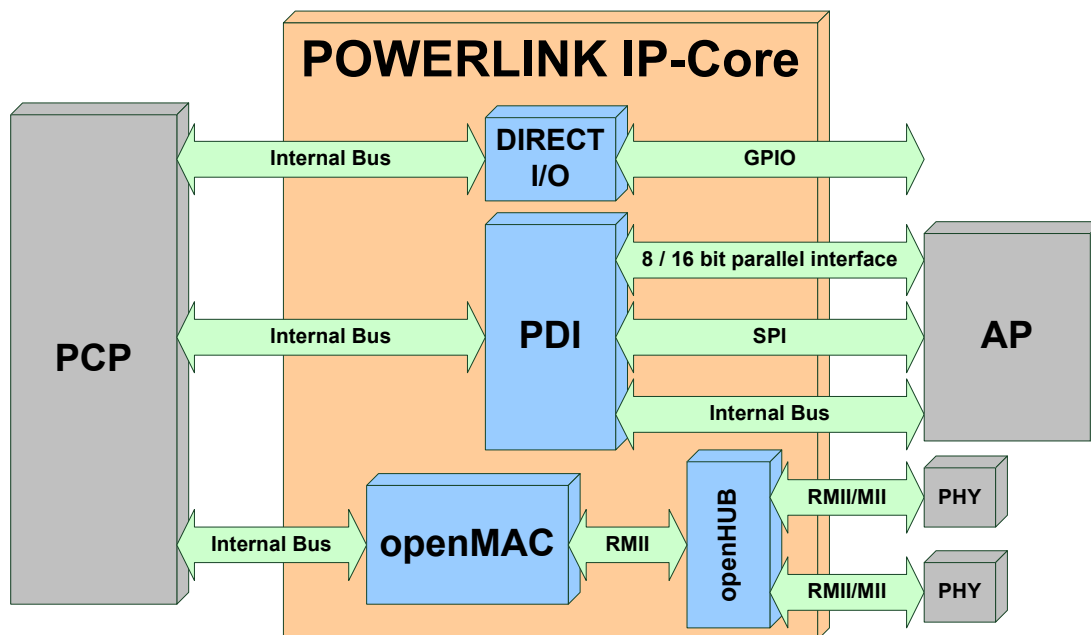 POWERLINK IP-Core
DIRECT
I/O
Internal Bus
GPIO
8 / 16 bit parallel interface
PCP
Internal Bus
PDI
SPI
AP
Internal Bus
openHUB
RMII/MII
PHY
Internal Bus
openMAC
RMII
RMII/MII
PHY